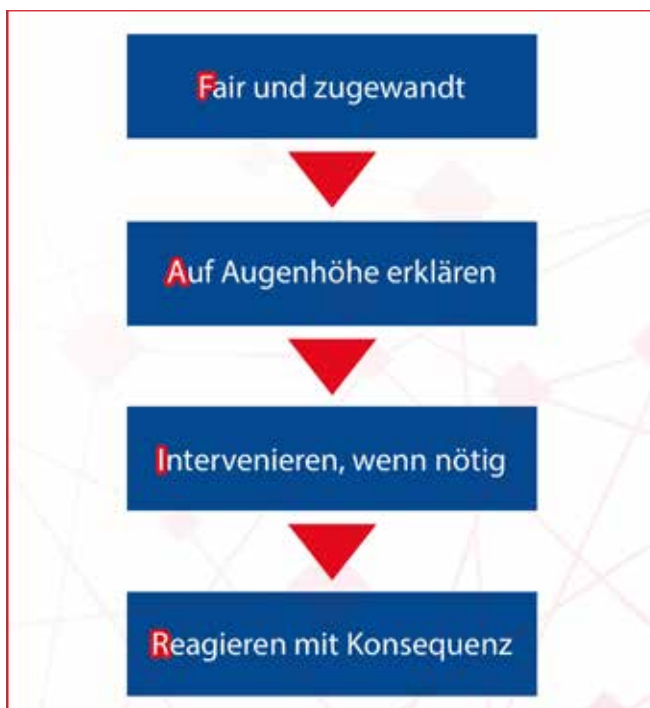 Fair und zugewandt
Auf Augenhöhe erklären
Intervenieren, wenn nötig
Reagieren mit Konsequenz